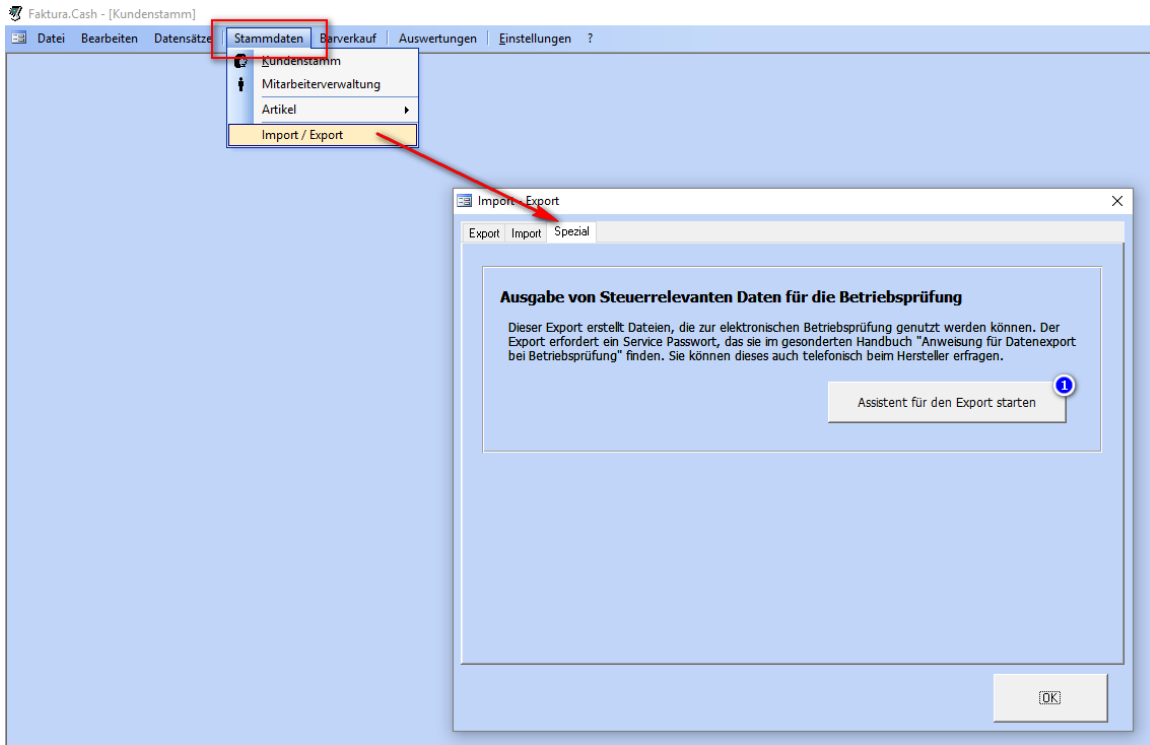 Faktura.Cash - [Kundenstamm]
Datei Bearbeiten Datensätze Stammdaten Barverkauf Auswertungen Einstellungen ?
Kundenstamm
Mitarbeiterverwaltung
Artikel
Import / Export
Import - Export
Export Import Spezial
Ausgabe von Steuerrelevanten Daten für die Betriebsprüfung
Dieser Export erstellt Dateien, die zur elektronischen Betriebsprüfung genutzt werden können. Der
Export erfordert ein Service Passwort, das sie im gesonderten Handbuch "Anweisung für Datenexport
bei Betriebsprüfung" finden. Sie können dieses auch telefonisch beim Hersteller erfragen.
1
Assistent für den Export starten
OK